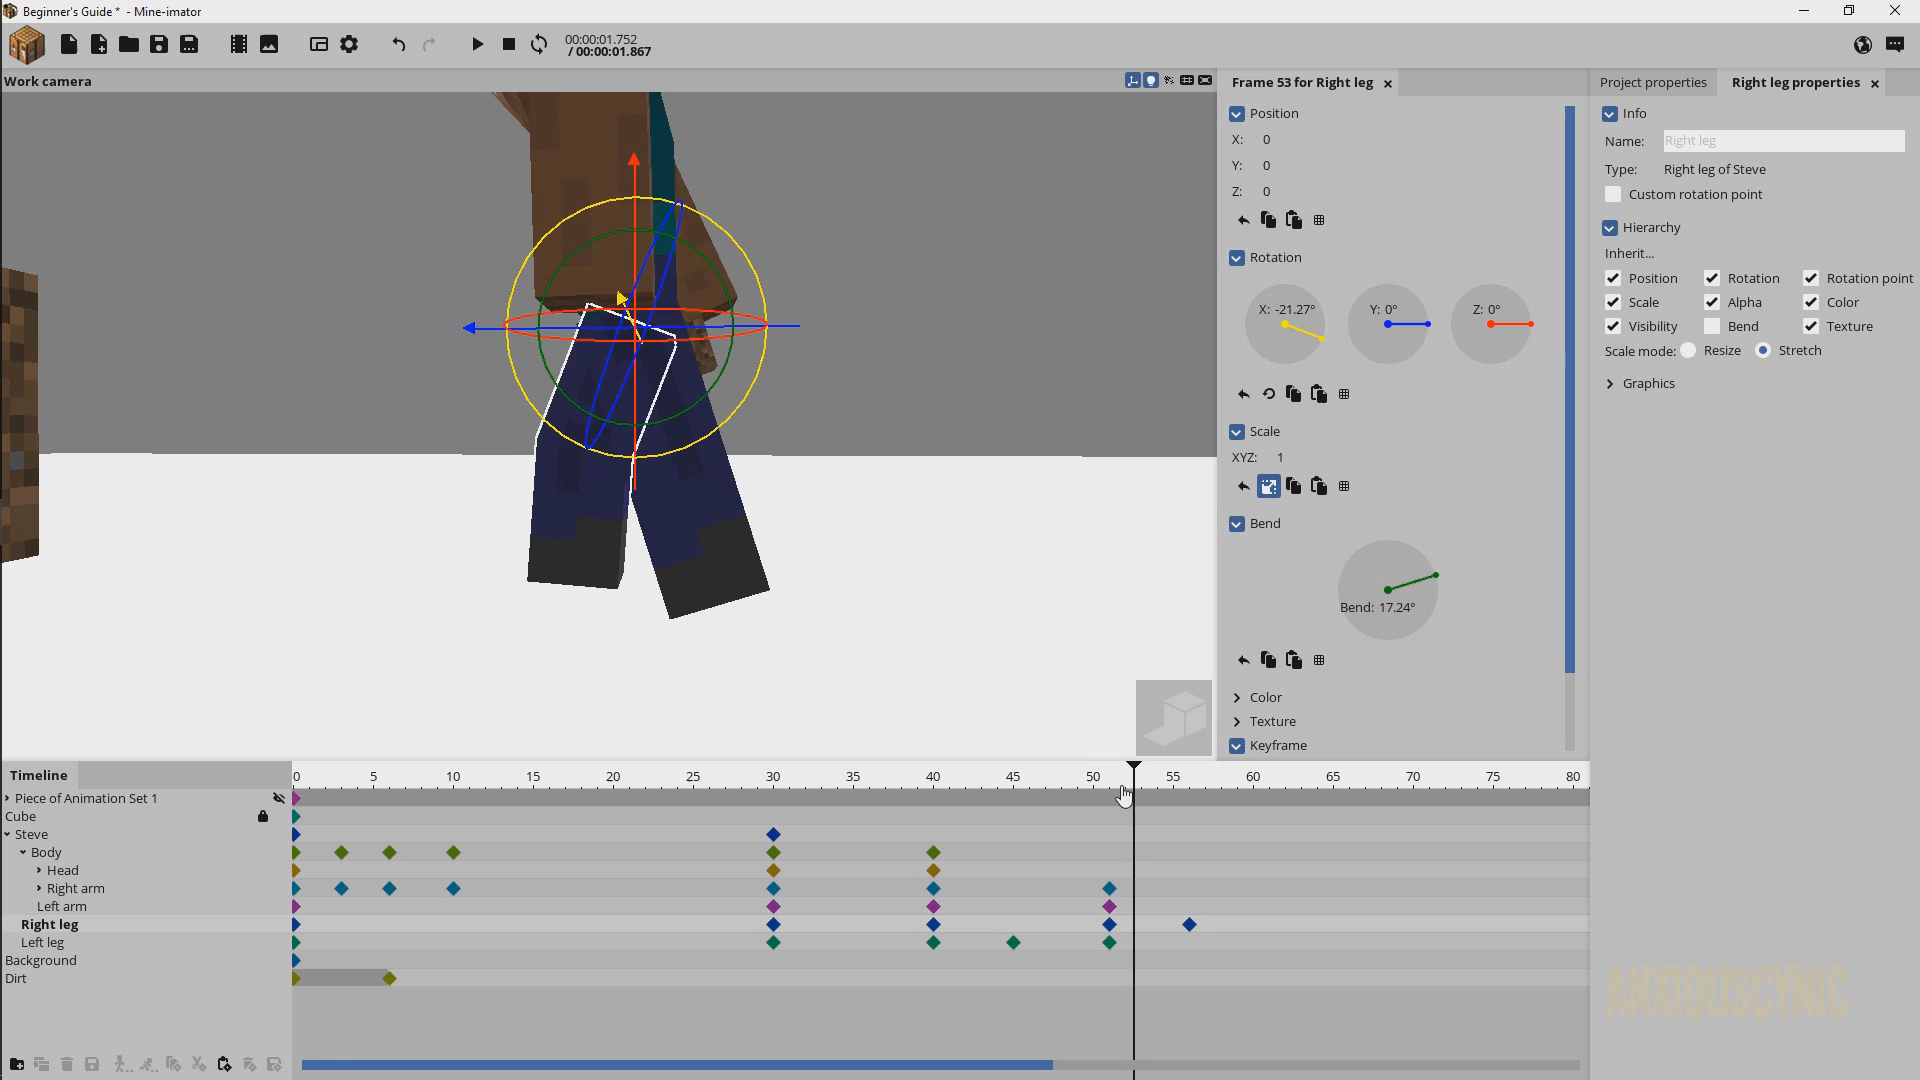 Beginner's Guide * - Mine-imator
00:00:01.752
/ 00:00:01.867
Work camera
Frame 53 for Right leg
Position
X: 0
Y: 0
Z: 0
Rotation
X: -21.27° Y: 0° Z: 0°
Scale
XYZ: 1
Bend
Bend: 17.24°
Color
Texture
Keyframe
Project properties Right leg properties
Info
Name: Right leg
Type: Right leg of Steve
Custom rotation point
Hierarchy
Inherit...
Position Rotation Rotation point
Scale Alpha Color
Visibility Bend Texture
Scale mode: Resize Stretch
Graphics
Timeline
0 5 10 15 20 25 30 35 40 45 50 55 60 65 70 75 80
Piece of Animation Set 1
Cube
Steve
Body
Head
Right arm
Left arm
Right leg
Left leg
Background
Dirt
ANXIOUSCYNIC